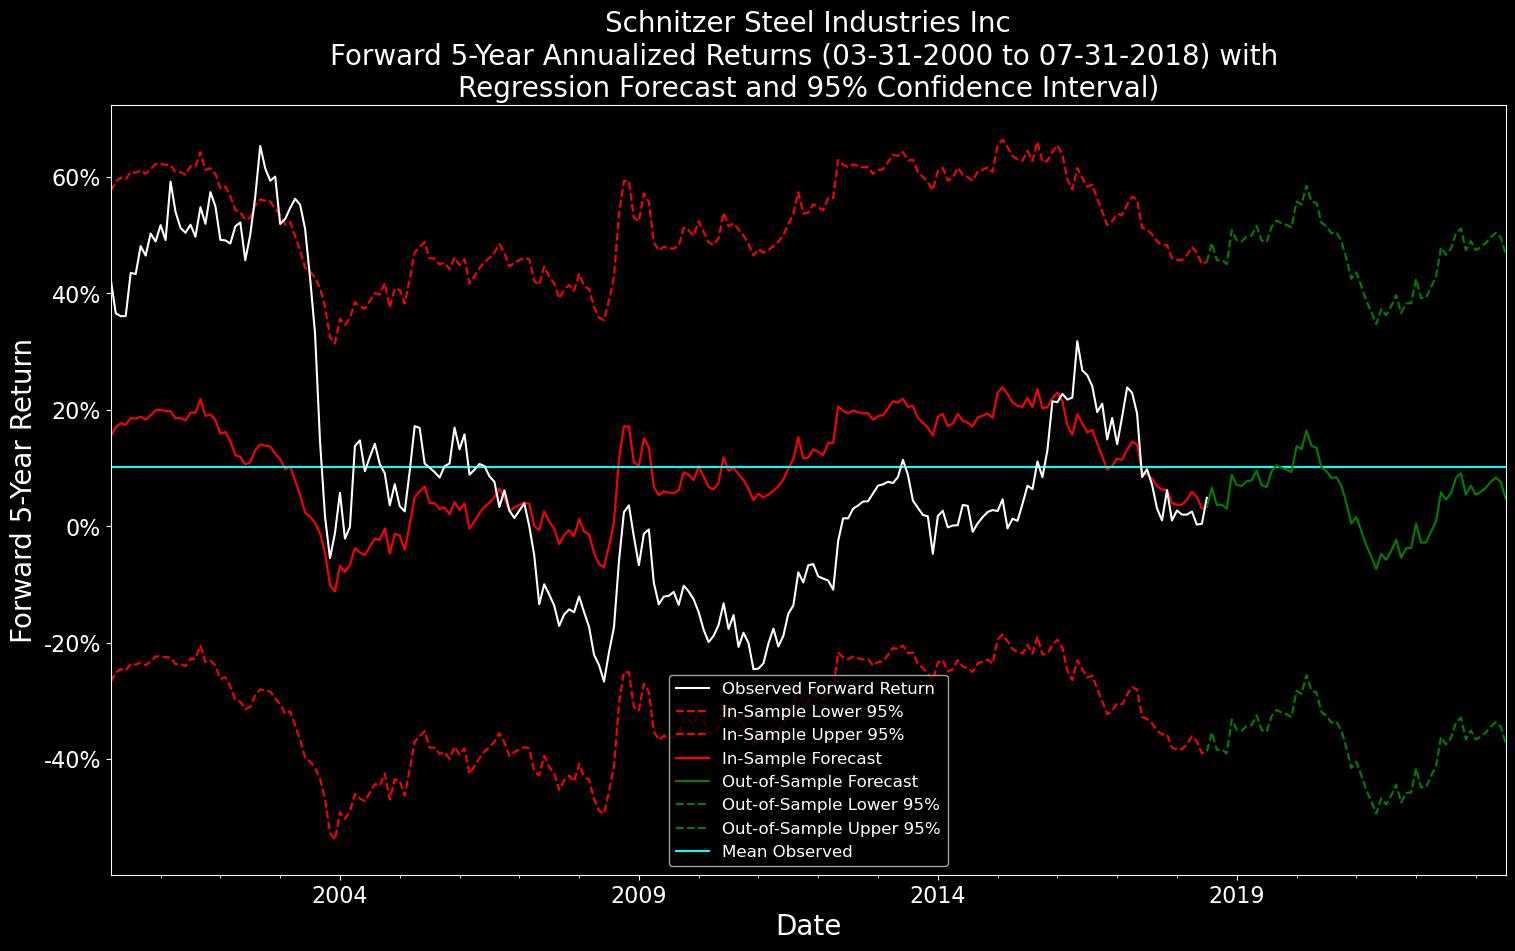 Schnitzer Steel Industries Inc
Forward 5-Year Annualized Returns (03-31-2000 to 07-31-2018) with
Regression Forecast and 95% Confidence Interval)
Forward 5-Year Return
60%
40%
20%
0%
-20%
-40%
Observed Forward Return
In-Sample Lower 95%
In-Sample Upper 95%
In-Sample Forecast
Out-of-Sample Forecast
Out-of-Sample Lower 95%
Out-of-Sample Upper 95%
Mean Observed
2004
2009
2014
2019
Date